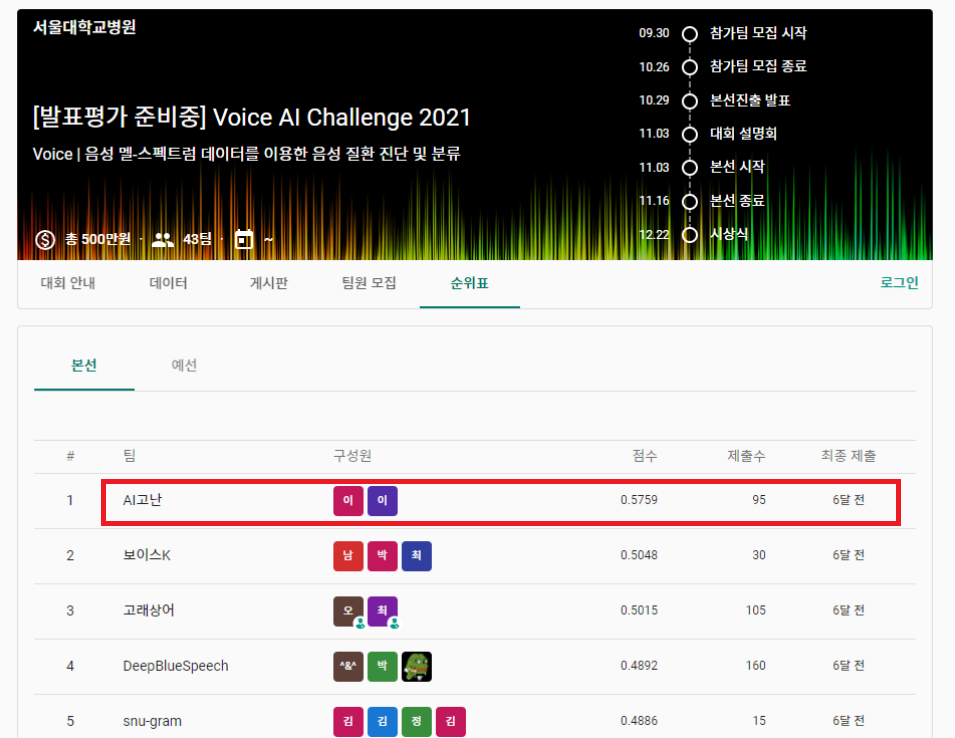 서울대학교병원
[발표평가 준비중] Voice AI Challenge 2021
Voice | 음성 멜-스펙트럼 데이터를 이용한 음성 질환 진단 및 분류
총 500만원 · 43팀 · ~
09.30 참가팀 모집 시작
10.26 참가팀 모집 종료
10.29 본선진출 발표
11.03 대회 설명회
11.03 본선 시작
11.16 본선 종료
12.22 시상식
대회 안내 데이터 게시판 팀원 모집 순위표 로그인
본선 예선
# 팀 구성원 점수 제출수 최종 제출
1 AI고난 이 이 0.5759 95 6달 전
2 보이스K 남 박 최 0.5048 30 6달 전
3 고래상어 오 최 0.5015 105 6달 전
4 DeepBlueSpeech ^&^ 박 0.4892 160 6달 전
5 snu-gram 김 김 정 김 0.4886 15 6달 전